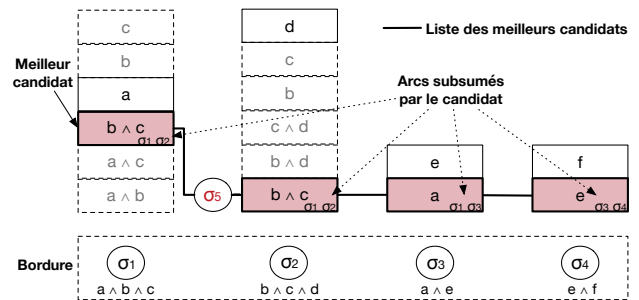 c
b
a
b ∧ c
σ1 σ2
a ∧ c
a ∧ b
Meilleur
candidat
σ5
d
c
b
c ∧ d
b ∧ d
b ∧ c
σ1 σ2
Liste des meilleurs candidats
Arcs subsumés
par le candidat
e
a
σ1 σ3
f
e
σ3 σ4
Bordure
σ1 σ2 σ3 σ4
a ∧ b ∧ c b ∧ c ∧ d a ∧ e e ∧ f